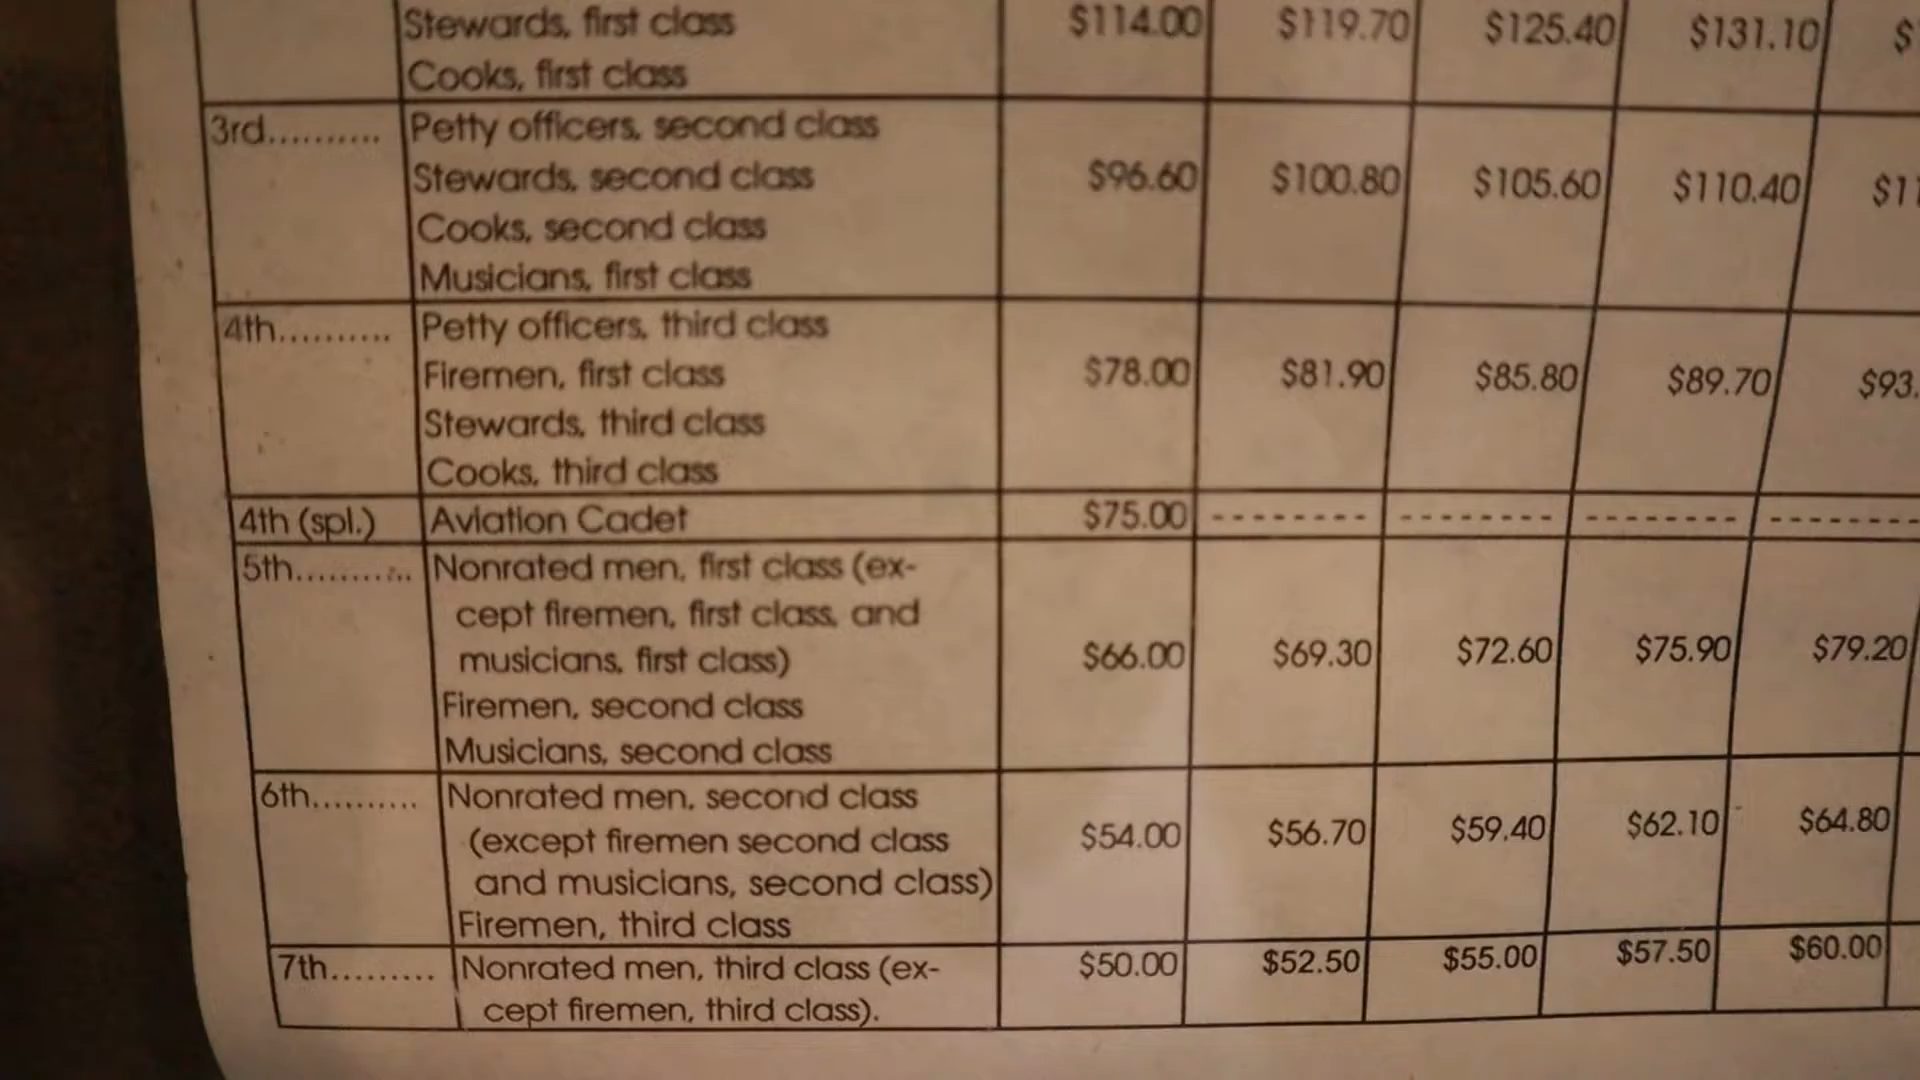 Stewards, first class $114.00 $119.70 $125.40 $131.10 $
Cooks, first class
3rd.......... Petty officers, second class
Stewards, second class $96.60 $100.80 $105.60 $110.40 $11
Cooks, second class
Musicians, first class
4th.......... Petty officers, third class
Firemen, first class $78.00 $81.90 $85.80 $89.70 $93.
Stewards, third class
Cooks, third class
4th (spl.) Aviation Cadet $75.00 --------- --------- --------- ---------
5th.......... Nonrated men, first class (ex-
cept firemen, first class, and
musicians, first class) $66.00 $69.30 $72.60 $75.90 $79.20
Firemen, second class
Musicians, second class
6th.......... Nonrated men, second class
(except firemen second class $54.00 $56.70 $59.40 $62.10 $64.80
and musicians, second class)
Firemen, third class
7th......... Nonrated men, third class (ex- $50.00 $52.50 $55.00 $57.50 $60.00
cept firemen, third class).